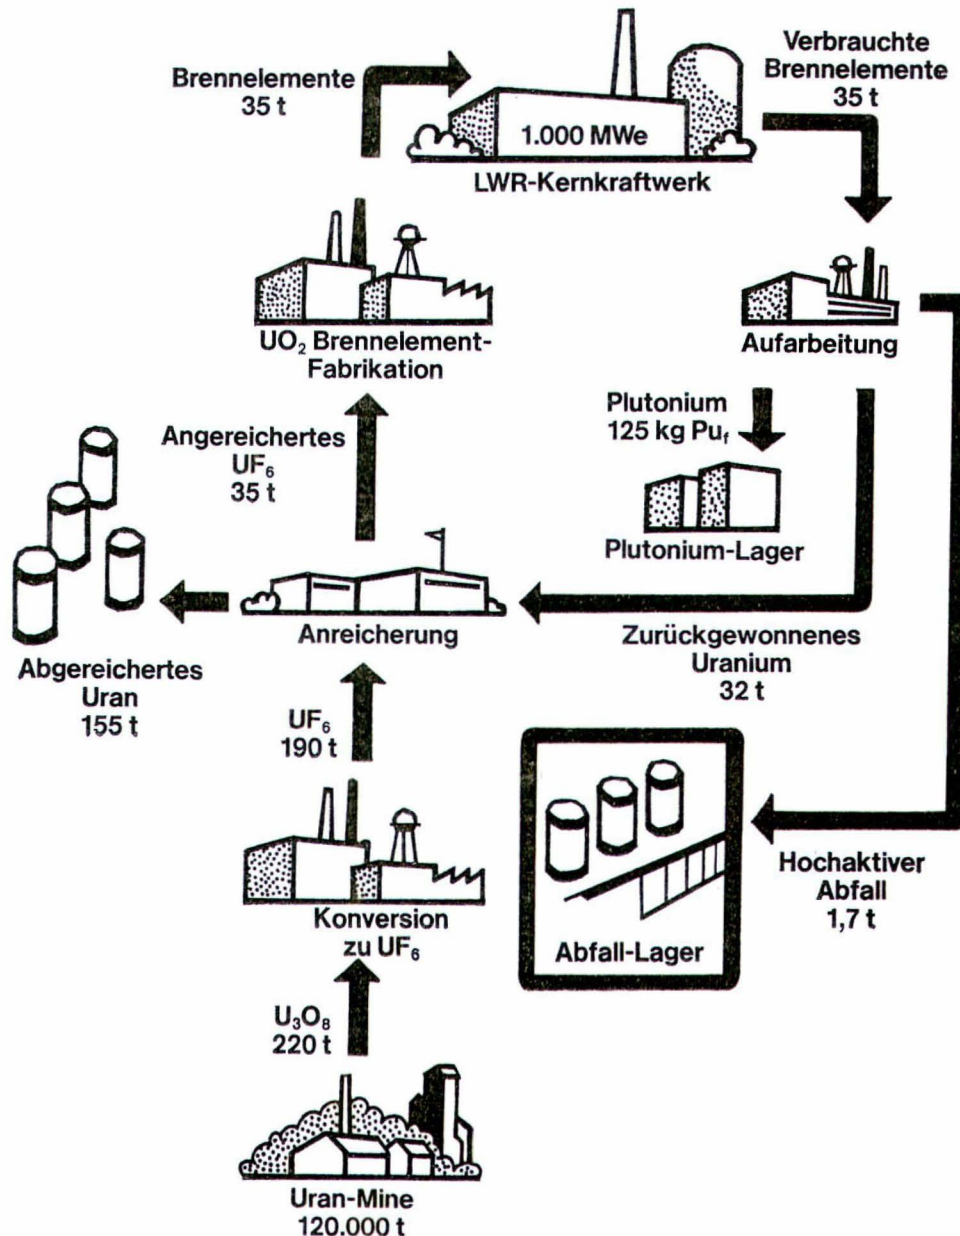 Brennelemente
35 t
Verbrauchte
Brennelemente
35 t
1.000 MWe
LWR-Kernkraftwerk
UO₂ Brennelement-
Fabrikation
Aufarbeitung
Plutonium
125 kg Puf
Plutonium-Lager
Angereichertes
UF₆
35 t
Anreicherung
Zurückgewonnenes
Uranium
32 t
Abgereichertes
Uran
155 t
UF₆
190 t
Konversion
zu UF₆
Hochaktiver
Abfall
1,7 t
Abfall-Lager
U₃O₈
220 t
Uran-Mine
120.000 t